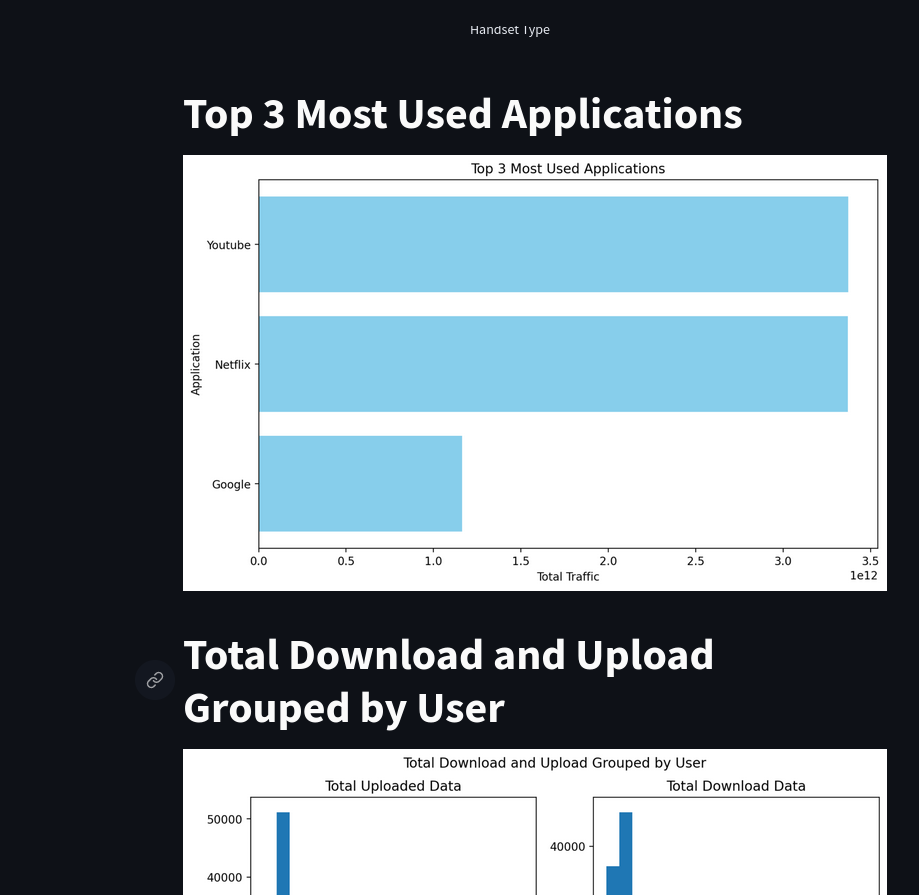 Handset Type
Top 3 Most Used Applications
Top 3 Most Used Applications
Youtube
Netflix
Google
Application
0.0 0.5 1.0 1.5 2.0 2.5 3.0 3.5
1e12
Total Traffic
Total Download and Upload
Grouped by User
Total Download and Upload Grouped by User
Total Uploaded Data
Total Download Data
50000
40000
40000